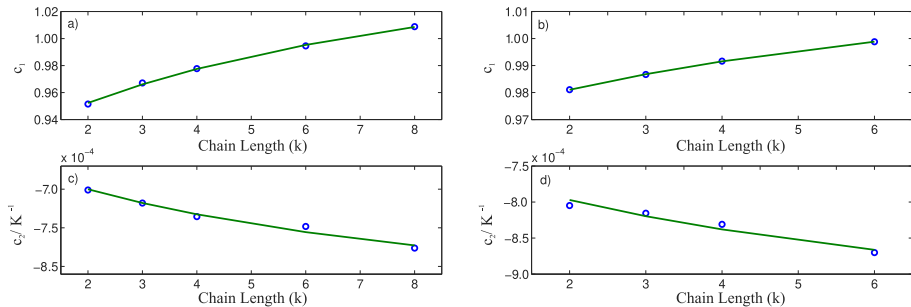 a)
1.02
1.00
0.98
0.96
0.94
c₁
2 3 4 5 6 7 8
Chain Length (k)
b)
1.01
1.00
0.99
0.98
0.97
c₁
2 3 4 5 6
Chain Length (k)
x 10⁻⁴
c)
−7.0
−7.5
−8.5
c₂/ K⁻¹
2 3 4 5 6 7 8
Chain Length (k)
x 10⁻⁴
d)
−7.5
−8.0
−8.5
−9.0
c₂/ K⁻¹
2 3 4 5 6
Chain Length (k)